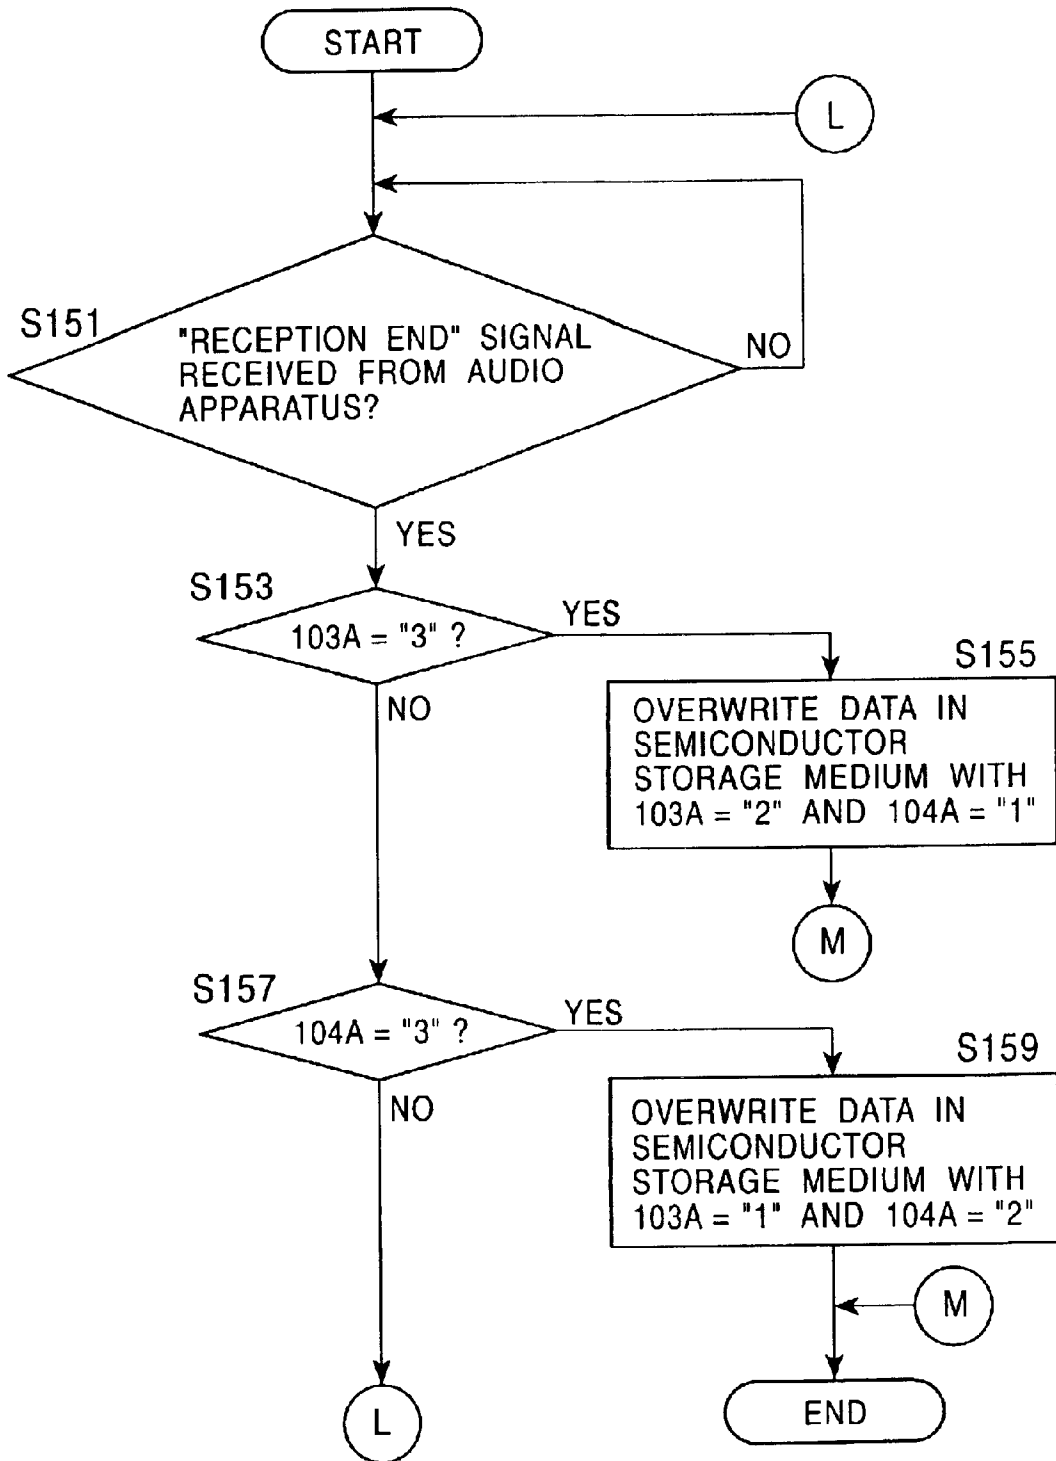 START
L
S151
"RECEPTION END" SIGNAL
RECEIVED FROM AUDIO
APPARATUS?
NO
YES
S153
103A = "3" ?
YES
NO
S155
OVERWRITE DATA IN
SEMICONDUCTOR
STORAGE MEDIUM WITH
103A = "2" AND 104A = "1"
M
S157
104A = "3" ?
YES
NO
S159
OVERWRITE DATA IN
SEMICONDUCTOR
STORAGE MEDIUM WITH
103A = "1" AND 104A = "2"
M
L
END